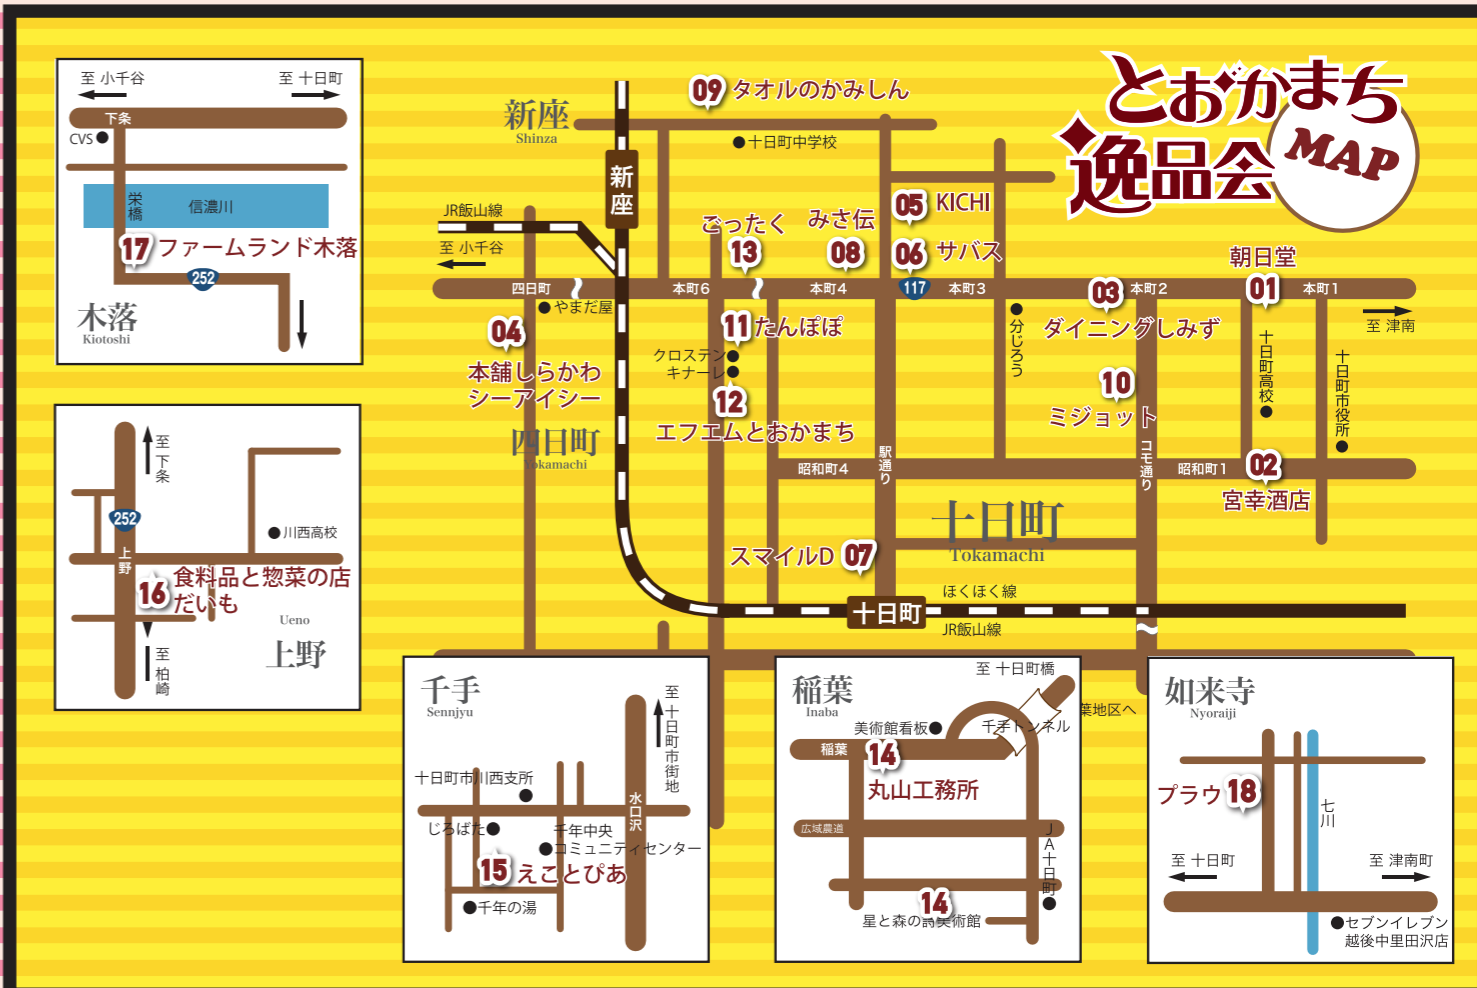 とおかまち
逸品会
MAP
至 小千谷
至 十日町
下条
CVS
栄橋
信濃川
17 ファームランド木落
252
木落
Kiotoshi
至 下条
252
川西高校
上野
16 食料品と惣菜の店
だいも
Ueno
上野
至 柏崎
09 タオルのかみしん
新座
Shinza
十日町中学校
新座
JR飯山線
至 小千谷
ごったく
13
みさ伝
08
05 KICHI
06 サバス
朝日堂
01
四日町
本町6
本町4
117
本町3
03
本町2
本町1
やまだ屋
至 津南
04
本舗しらかわ
シーアイシー
11 たんぽぽ
クロステン
キナーレ
12
エフエムとおかまち
分じろう
ダイニングしみず
10
ミジョット
十日町高校
十日町市役所
四日町
Yokamachi
昭和町4
駅通り
コモ通り
昭和町1
02
宮幸酒店
十日町
Tokamachi
スマイルD 07
ほくほく線
十日町
JR飯山線
千手
Sennjyu
至 十日町市街地
十日町市川西支所
水口沢
じろばた
千年中央
コミュニティセンター
15 えことぴあ
千年の湯
稲葉
Inaba
至 十日町橋
葉地区へ
美術館看板
千手トンネル
稲葉
14
丸山工務所
広域農道
JA十日町
14
星と森の詩美術館
如来寺
Nyoraiji
プラウ 18
七川
至 十日町
至 津南町
セブンイレブン
越後中里田沢店